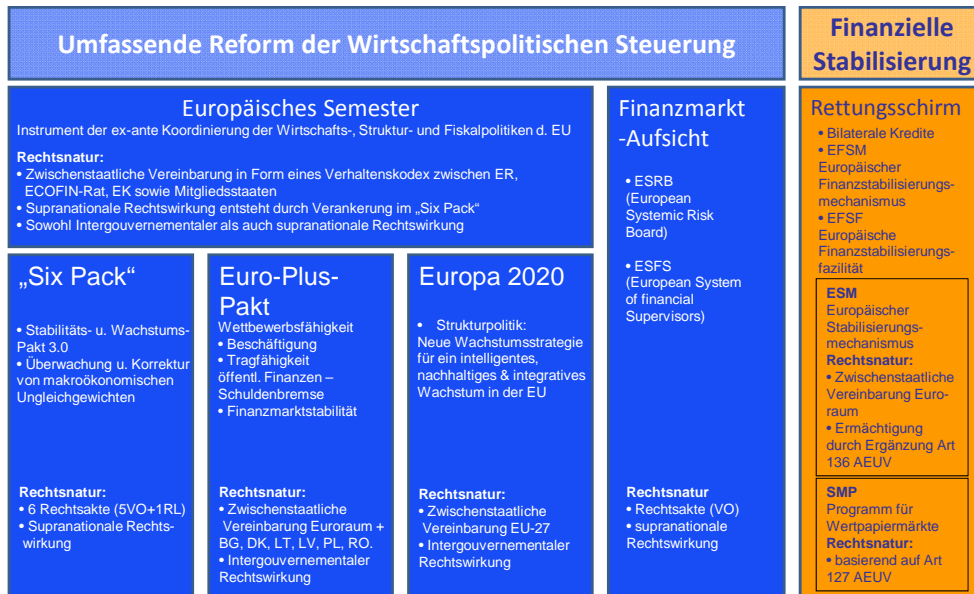 Umfassende Reform der Wirtschaftspolitischen Steuerung
Finanzielle
Stabilisierung
Europäisches Semester
Instrument der ex-ante Koordinierung der Wirtschafts-, Struktur- und Fiskalpolitiken d. EU
Rechtsnatur:
• Zwischenstaatliche Vereinbarung in Form eines Verhaltenskodex zwischen ER,
ECOFIN-Rat, EK sowie Mitgliedsstaaten
• Supranationale Rechtswirkung entsteht durch Verankerung im „Six Pack“
• Sowohl Intergouvernementaler als auch supranationale Rechtswirkung
„Six Pack“
• Stabilitäts- u. Wachstums-
Pakt 3.0
• Überwachung u. Korrektur
von makroökonomischen
Ungleichgewichten
Rechtsnatur:
• 6 Rechtsakte (5VO+1RL)
• Supranationale Rechts-
wirkung
Euro-Plus-
Pakt
Wettbewerbsfähigkeit
• Beschäftigung
• Tragfähigkeit
öffentl. Finanzen –
Schuldenbremse
• Finanzmarktstabilität
Rechtsnatur:
• Zwischenstaatliche
Vereinbarung Euroraum +
BG, DK, LT, LV, PL, RO.
• Intergouvernementaler
Rechtswirkung
Europa 2020
• Strukturpolitik:
Neue Wachstumsstrategie
für ein intelligentes,
nachhaltiges & integratives
Wachstum in der EU
Rechtsnatur:
• Zwischenstaatliche
Vereinbarung EU-27
• Intergouvernementaler
Rechtswirkung
Finanzmarkt
-Aufsicht
• ESRB
(European
Systemic Risk
Board)
• ESFS
(European System
of financial
Supervisors)
Rechtsnatur
• Rechtsakte (VO)
• supranationale
Rechtswirkung
Rettungsschirm
• Bilaterale Kredite
• EFSM
Europäischer
Finanzstabilisierungs-
mechanismus
• EFSF
Europäische
Finanzstabilisierungs-
fazilität
ESM
Europäischer
Stabilisierungs-
mechanismus
Rechtsnatur:
• Zwischenstaatliche
Vereinbarung Euro-
raum
• Ermächtigung
durch Ergänzung Art
136 AEUV
SMP
Programm für
Wertpapiermärkte
Rechtsnatur:
• basierend auf Art
127 AEUV